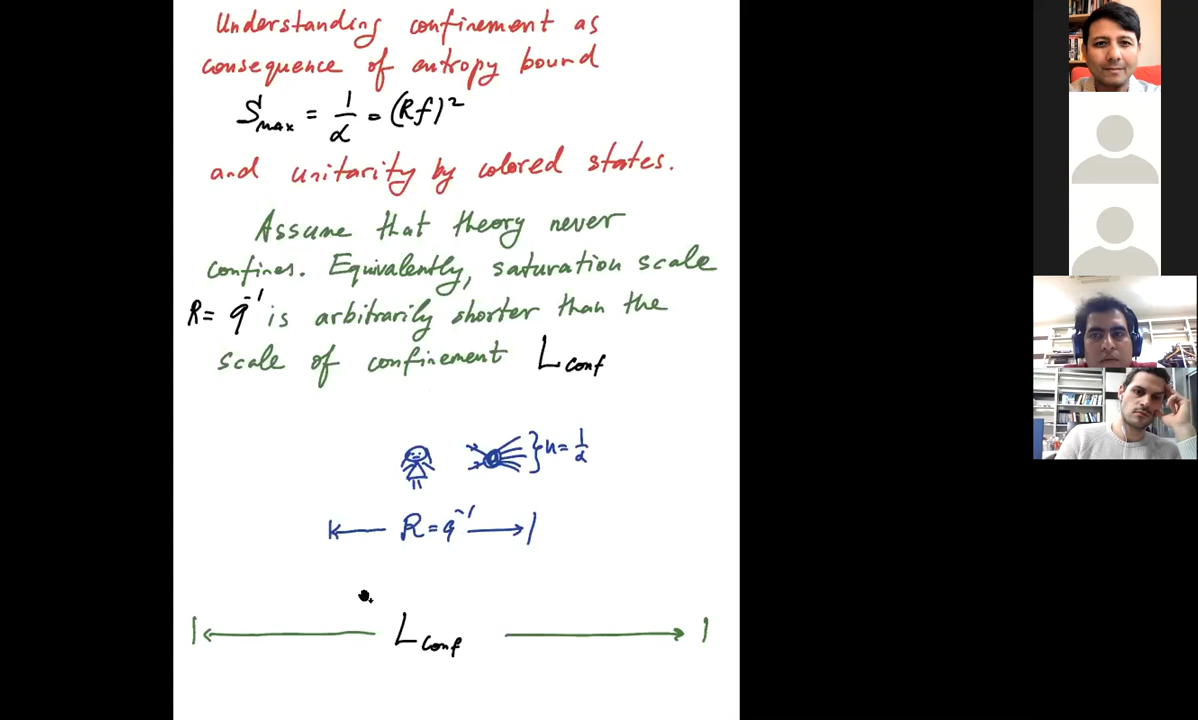 Understanding confinement as
consequence of entropy bound
S_MAX = 1/α = (Rf)²
and unitarity by colored states.
Assume that theory never
confines. Equivalently, saturation scale
R = q⁻¹ is arbitrarily shorter than the
scale of confinement L_conf
} n = 1/α
R = q⁻¹
L_conf